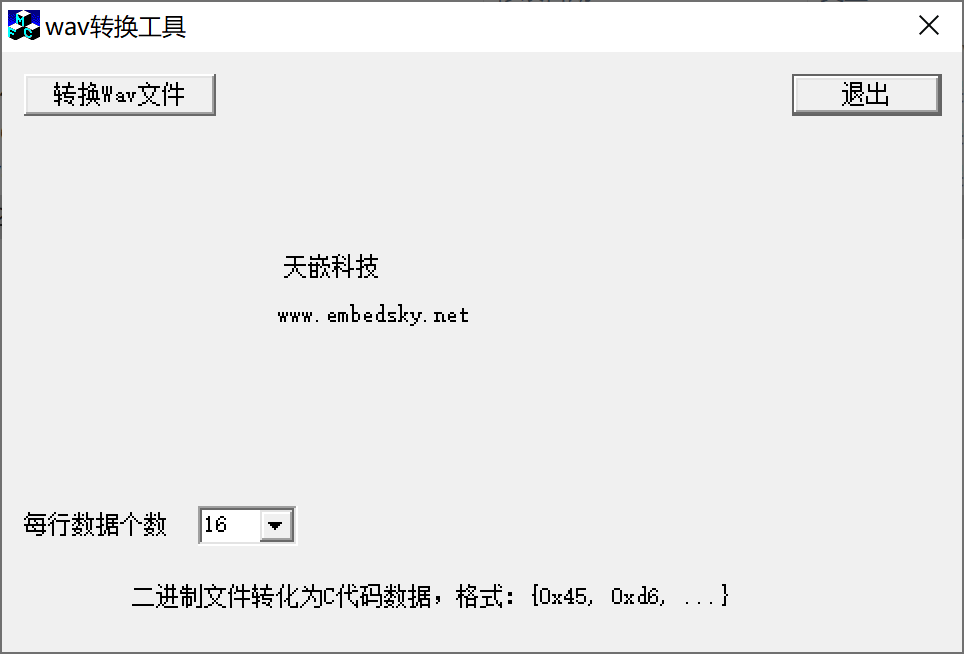 wav转换工具
转换Wav文件
退出
天嵌科技
www.embedsky.net
每行数据个数
16
二进制文件转化为C代码数据，格式：{0x45, 0xd6, ...}